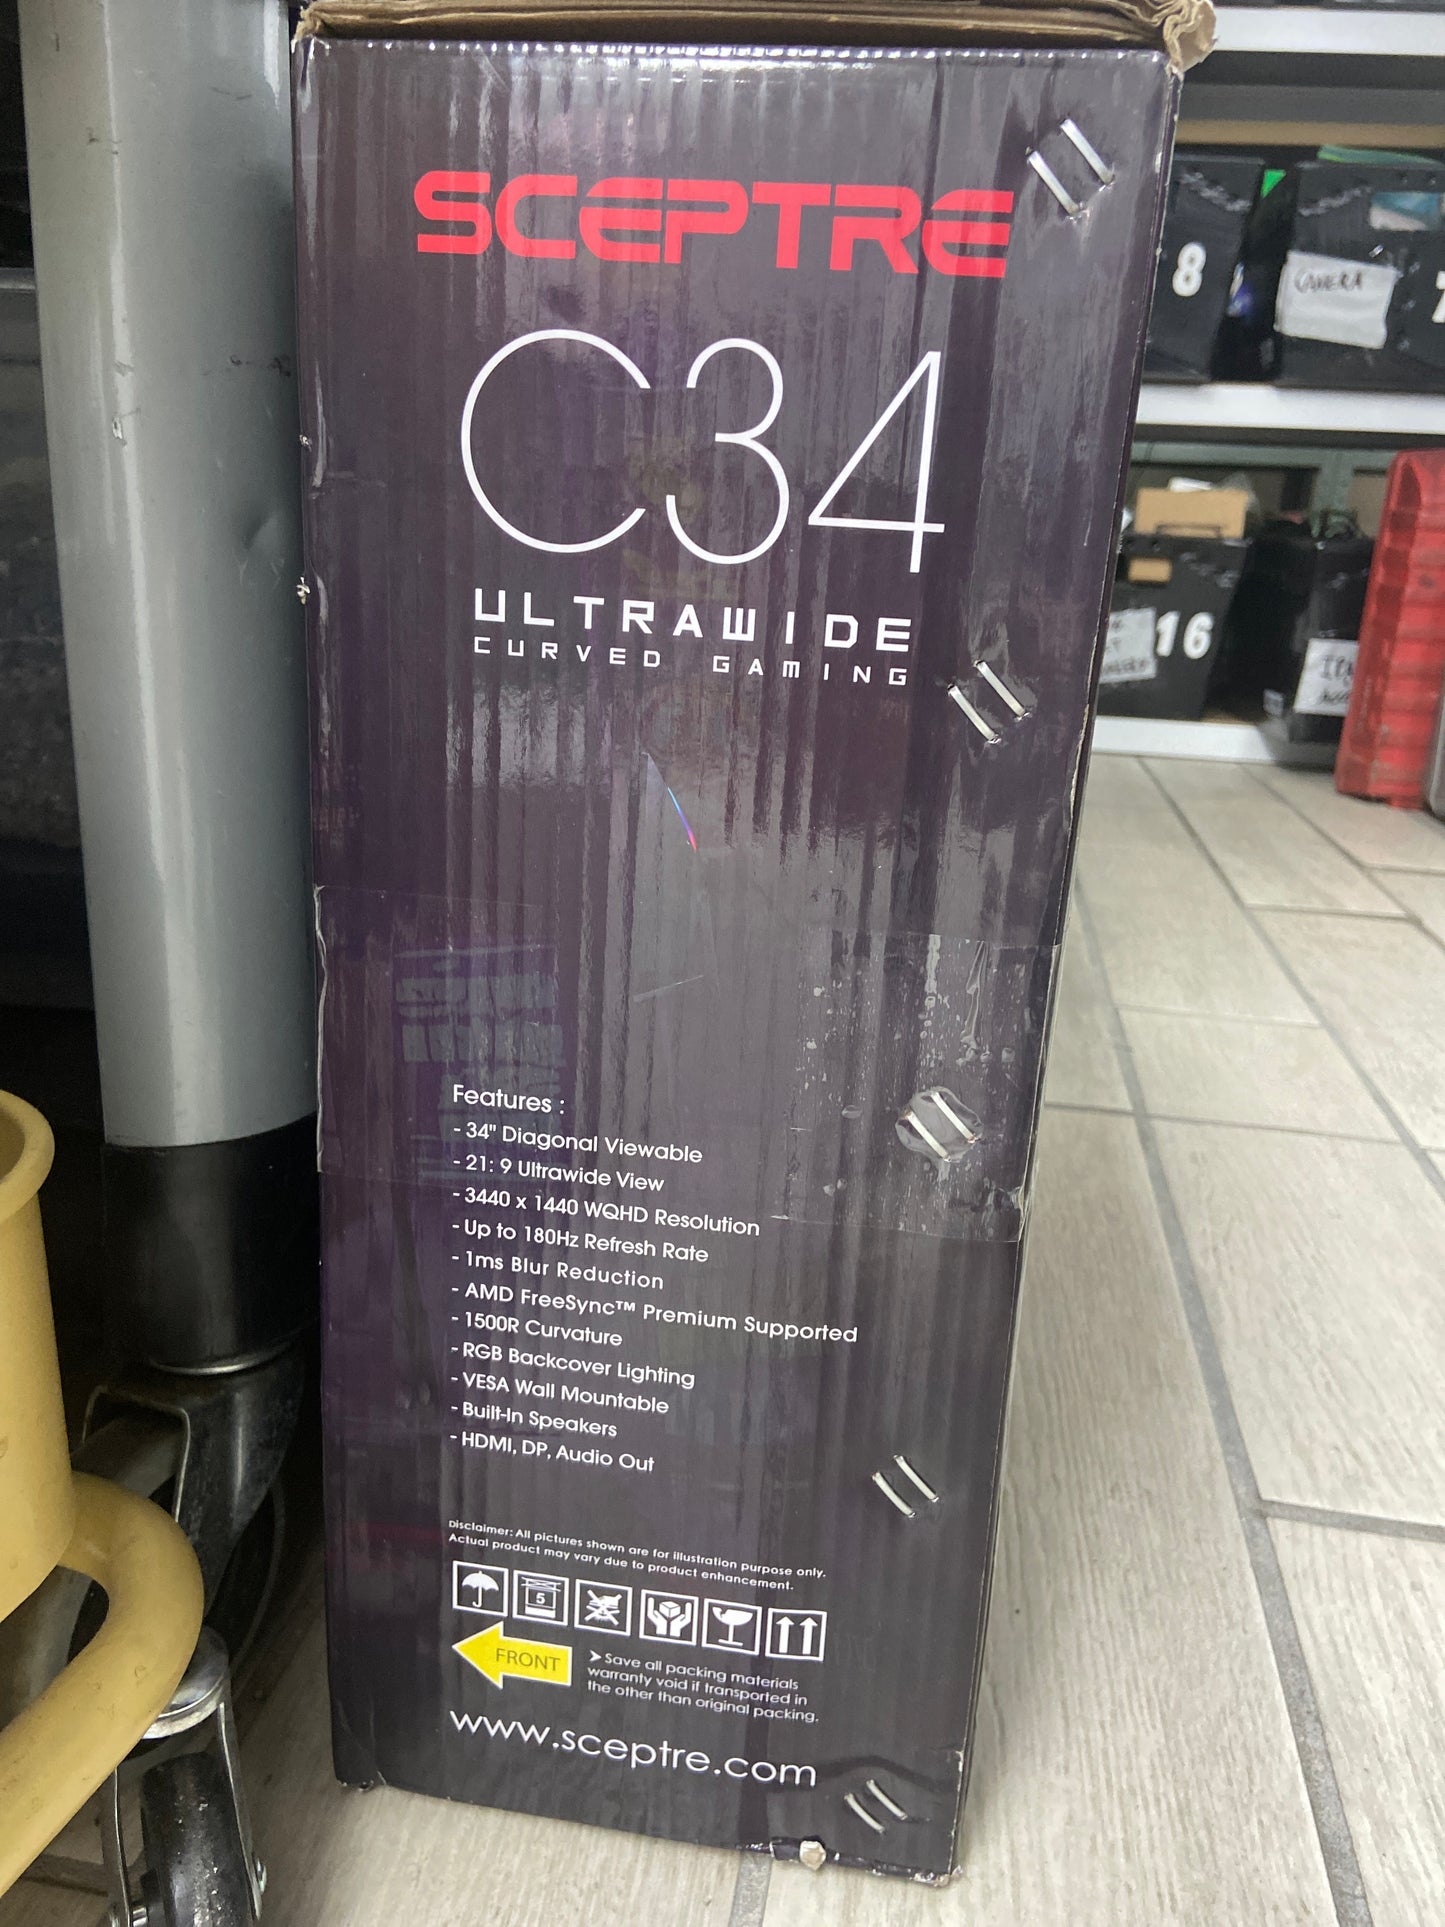 SCEPTRE
C34
ULTRAWIDE
CURVED GAMING
Features :
- 34" Diagonal Viewable
- 21: 9 Ultrawide View
- 3440 x 1440 WQHD Resolution
- Up to 180Hz Refresh Rate
- 1ms Blur Reduction
- AMD FreeSync™ Premium Supported
- 1500R Curvature
- RGB Backcover Lighting
- VESA Wall Mountable
- Built-In Speakers
- HDMI, DP, Audio Out
Disclaimer: All pictures shown are for illustration purpose only.
Actual product may vary due to product enhancement.
5
FRONT
➤ Save all packing materials
warranty void if transported in
the other than original packing.
www.sceptre.com
8
CAMERA
16